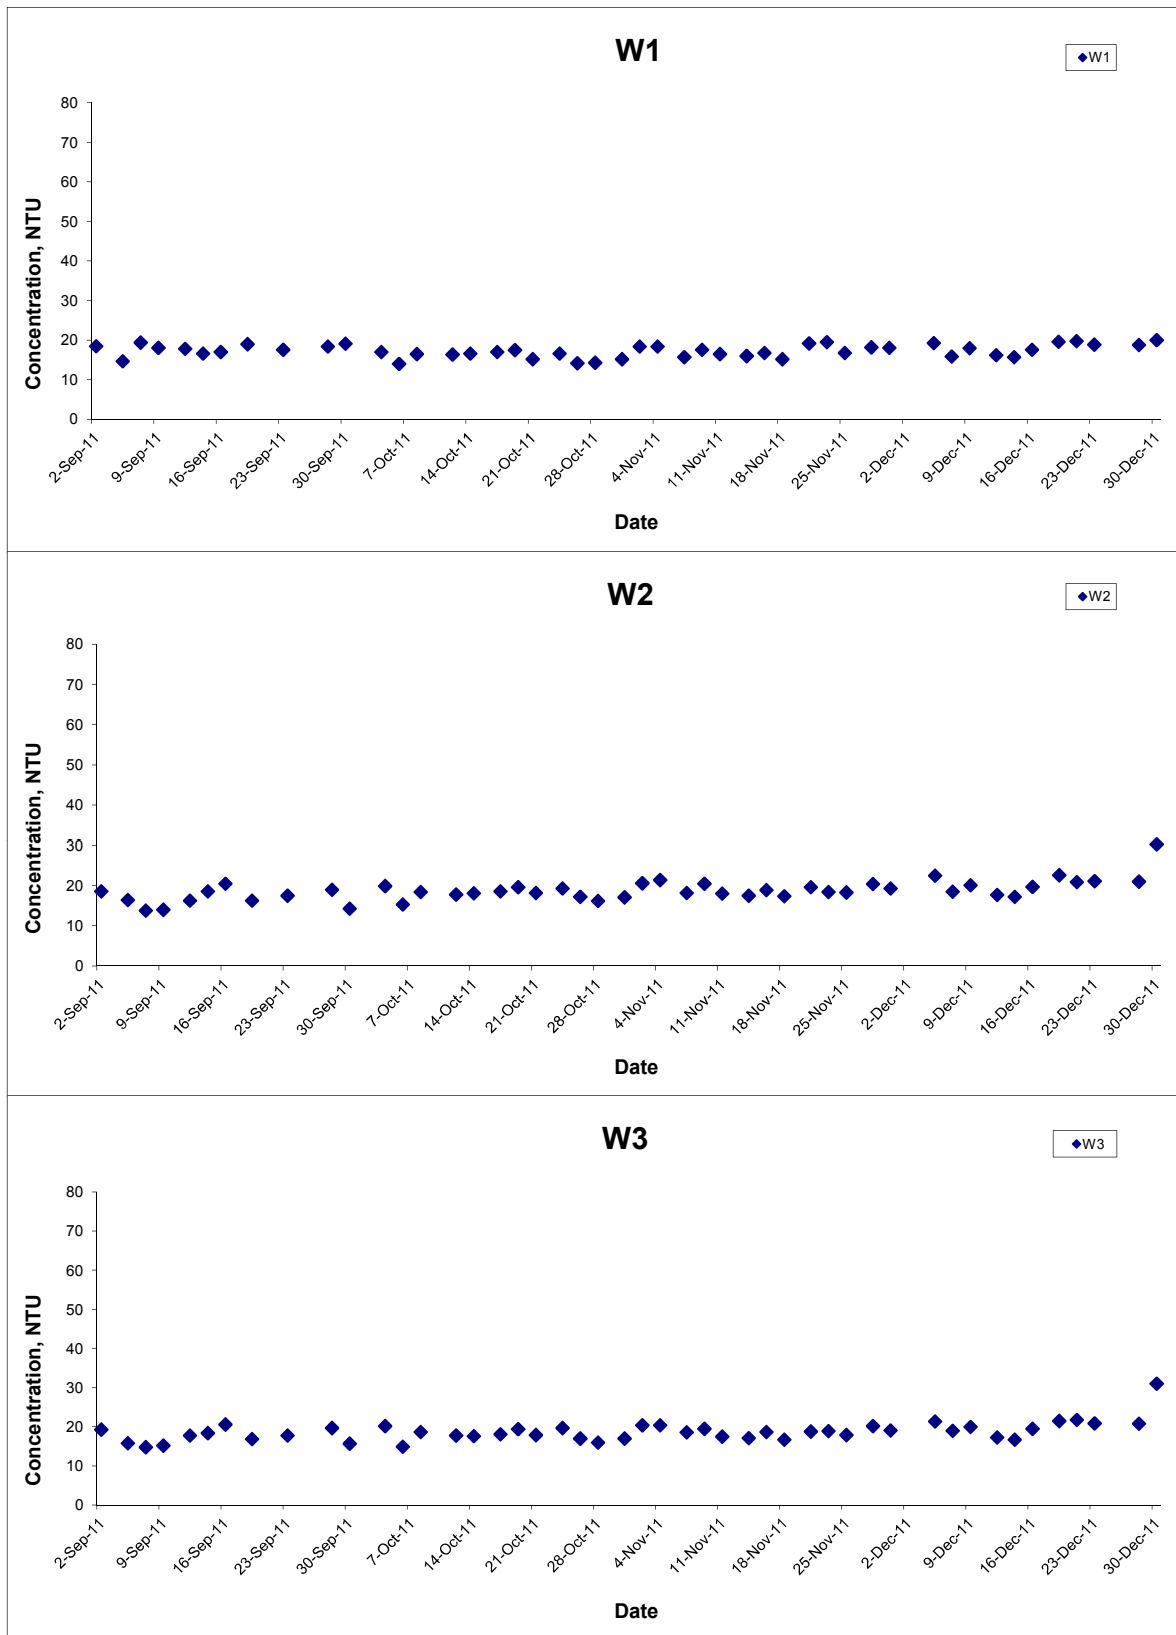 W1
W1
Concentration, NTU
80
70
60
50
40
30
20
10
0
2-Sep-11
9-Sep-11
16-Sep-11
23-Sep-11
30-Sep-11
7-Oct-11
14-Oct-11
21-Oct-11
28-Oct-11
4-Nov-11
11-Nov-11
18-Nov-11
25-Nov-11
2-Dec-11
9-Dec-11
16-Dec-11
23-Dec-11
30-Dec-11
Date
W2
W2
Concentration, NTU
80
70
60
50
40
30
20
10
0
2-Sep-11
9-Sep-11
16-Sep-11
23-Sep-11
30-Sep-11
7-Oct-11
14-Oct-11
21-Oct-11
28-Oct-11
4-Nov-11
11-Nov-11
18-Nov-11
25-Nov-11
2-Dec-11
9-Dec-11
16-Dec-11
23-Dec-11
30-Dec-11
Date
W3
W3
Concentration, NTU
80
70
60
50
40
30
20
10
0
2-Sep-11
9-Sep-11
16-Sep-11
23-Sep-11
30-Sep-11
7-Oct-11
14-Oct-11
21-Oct-11
28-Oct-11
4-Nov-11
11-Nov-11
18-Nov-11
25-Nov-11
2-Dec-11
9-Dec-11
16-Dec-11
23-Dec-11
30-Dec-11
Date